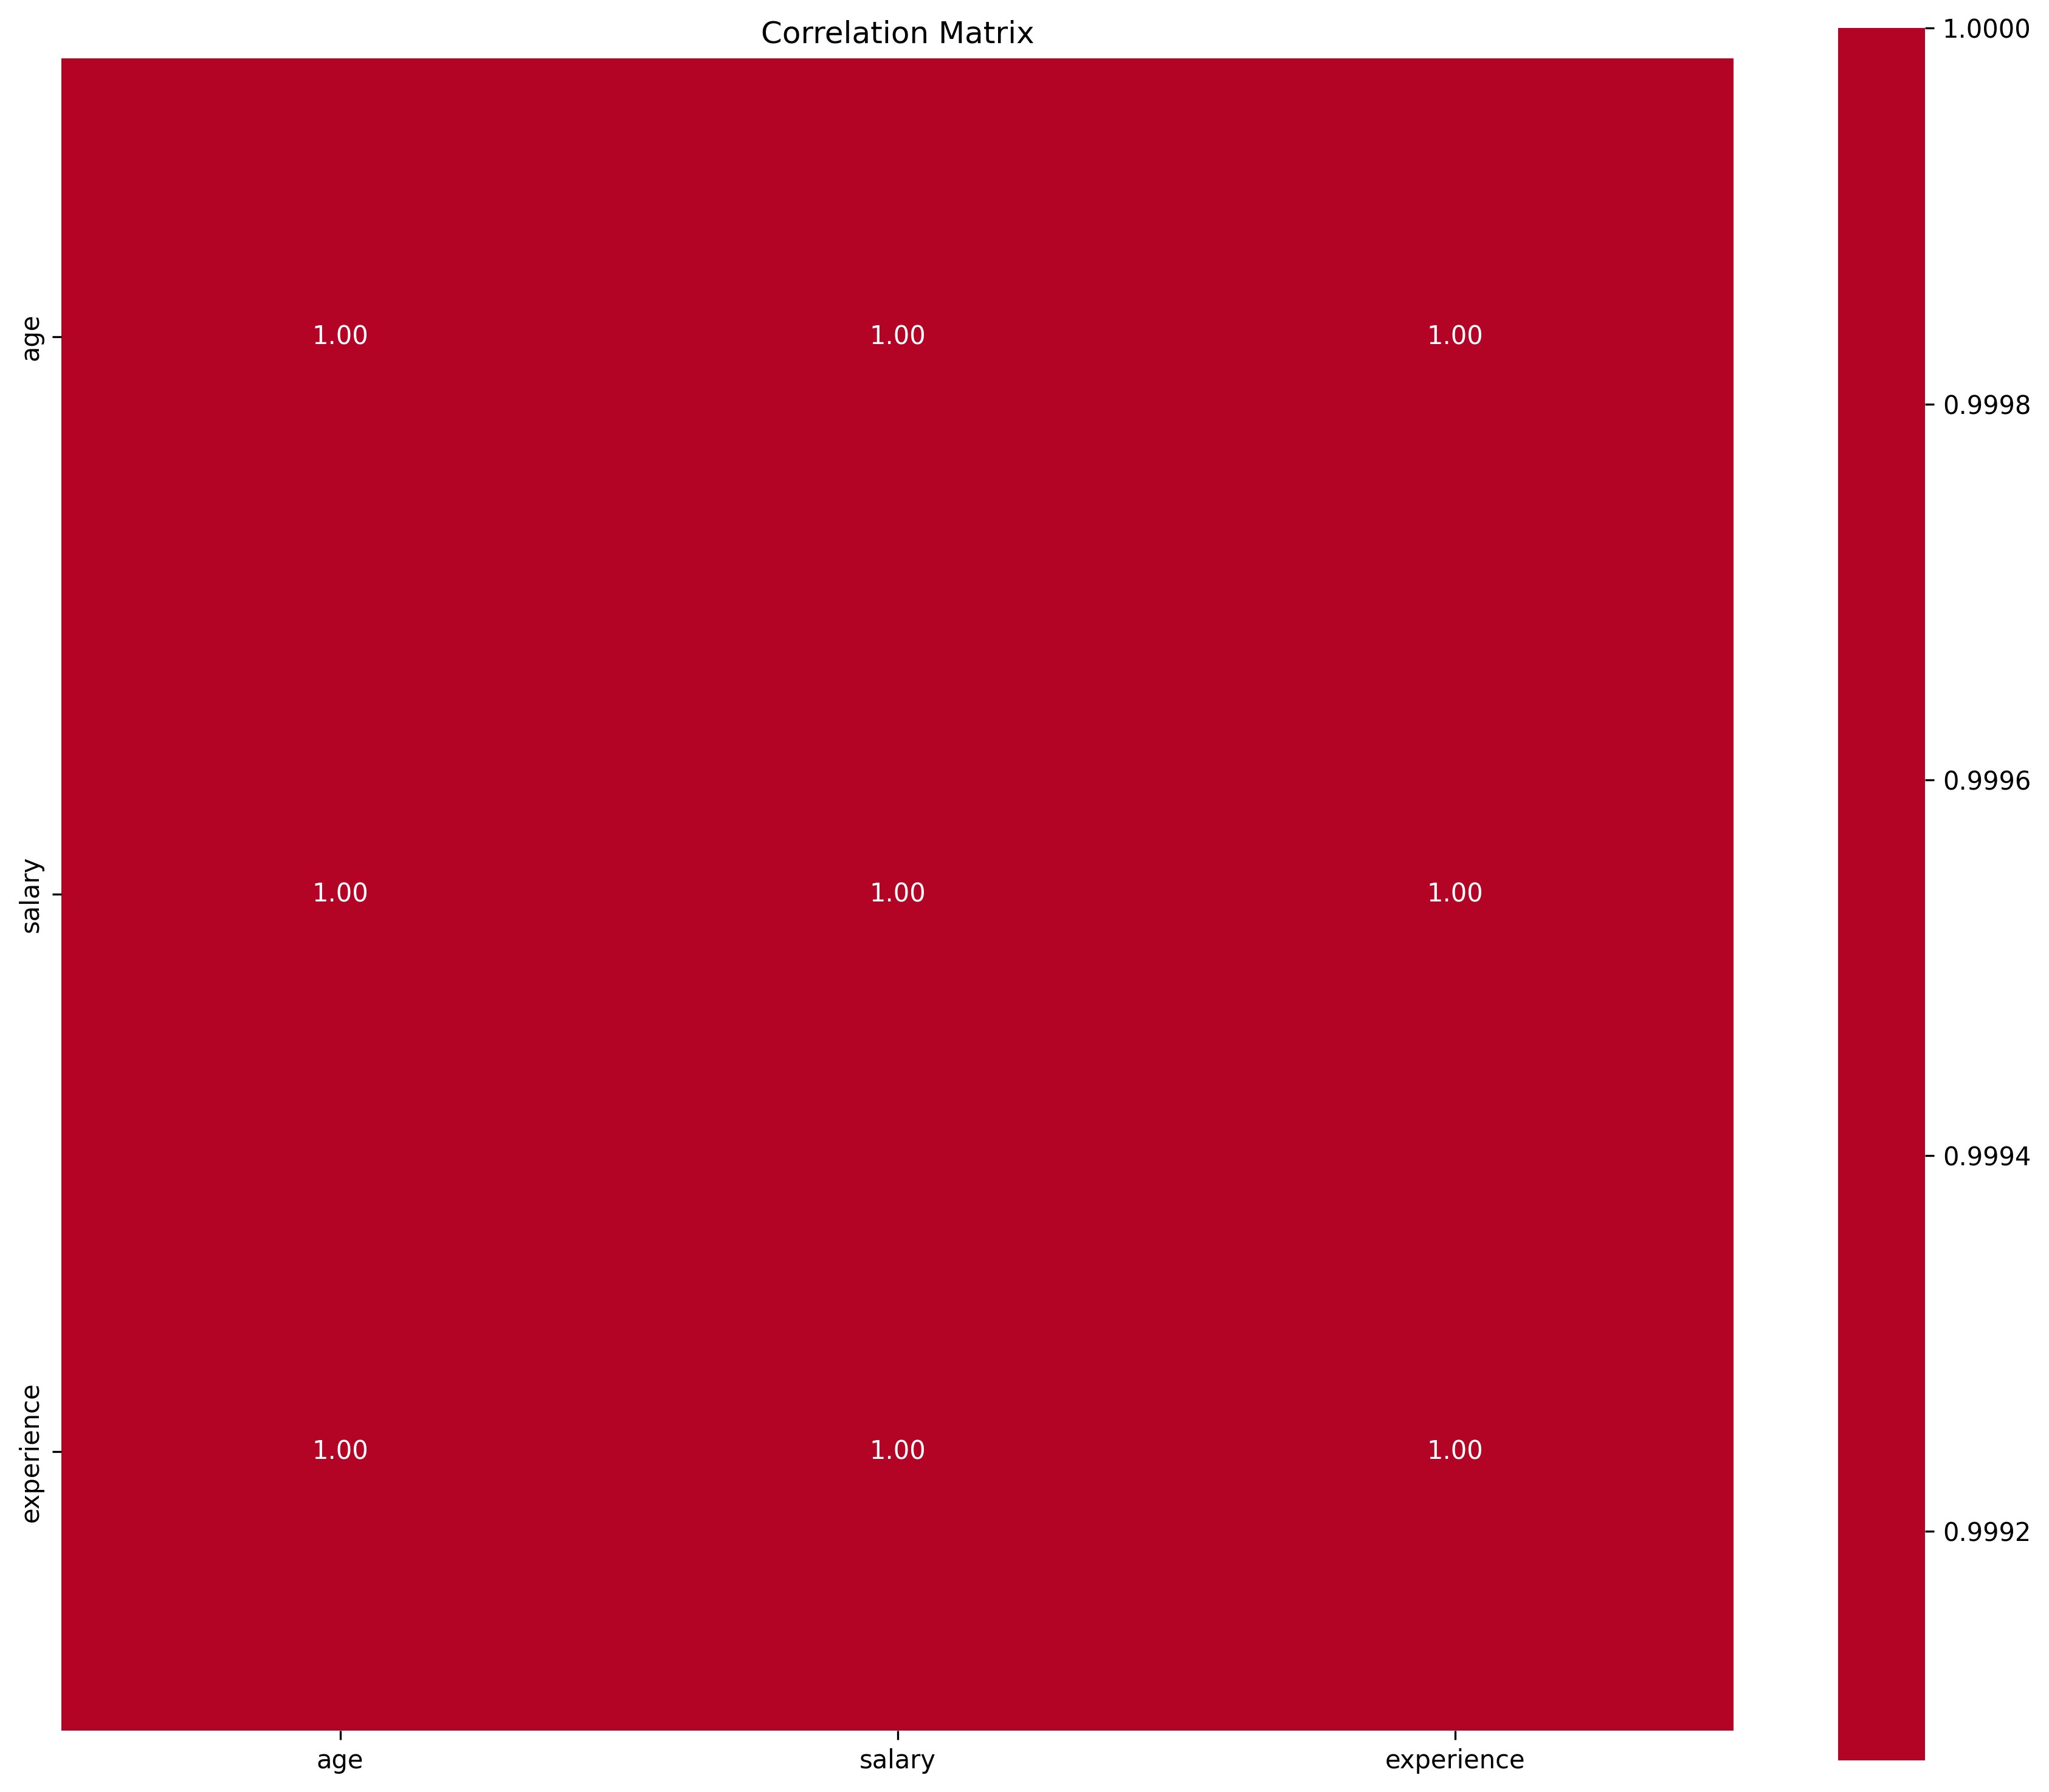 Correlation Matrix
age
1.00 1.00 1.00
salary
1.00 1.00 1.00
experience
1.00 1.00 1.00
age salary experience
1.0000
0.9998
0.9996
0.9994
0.9992